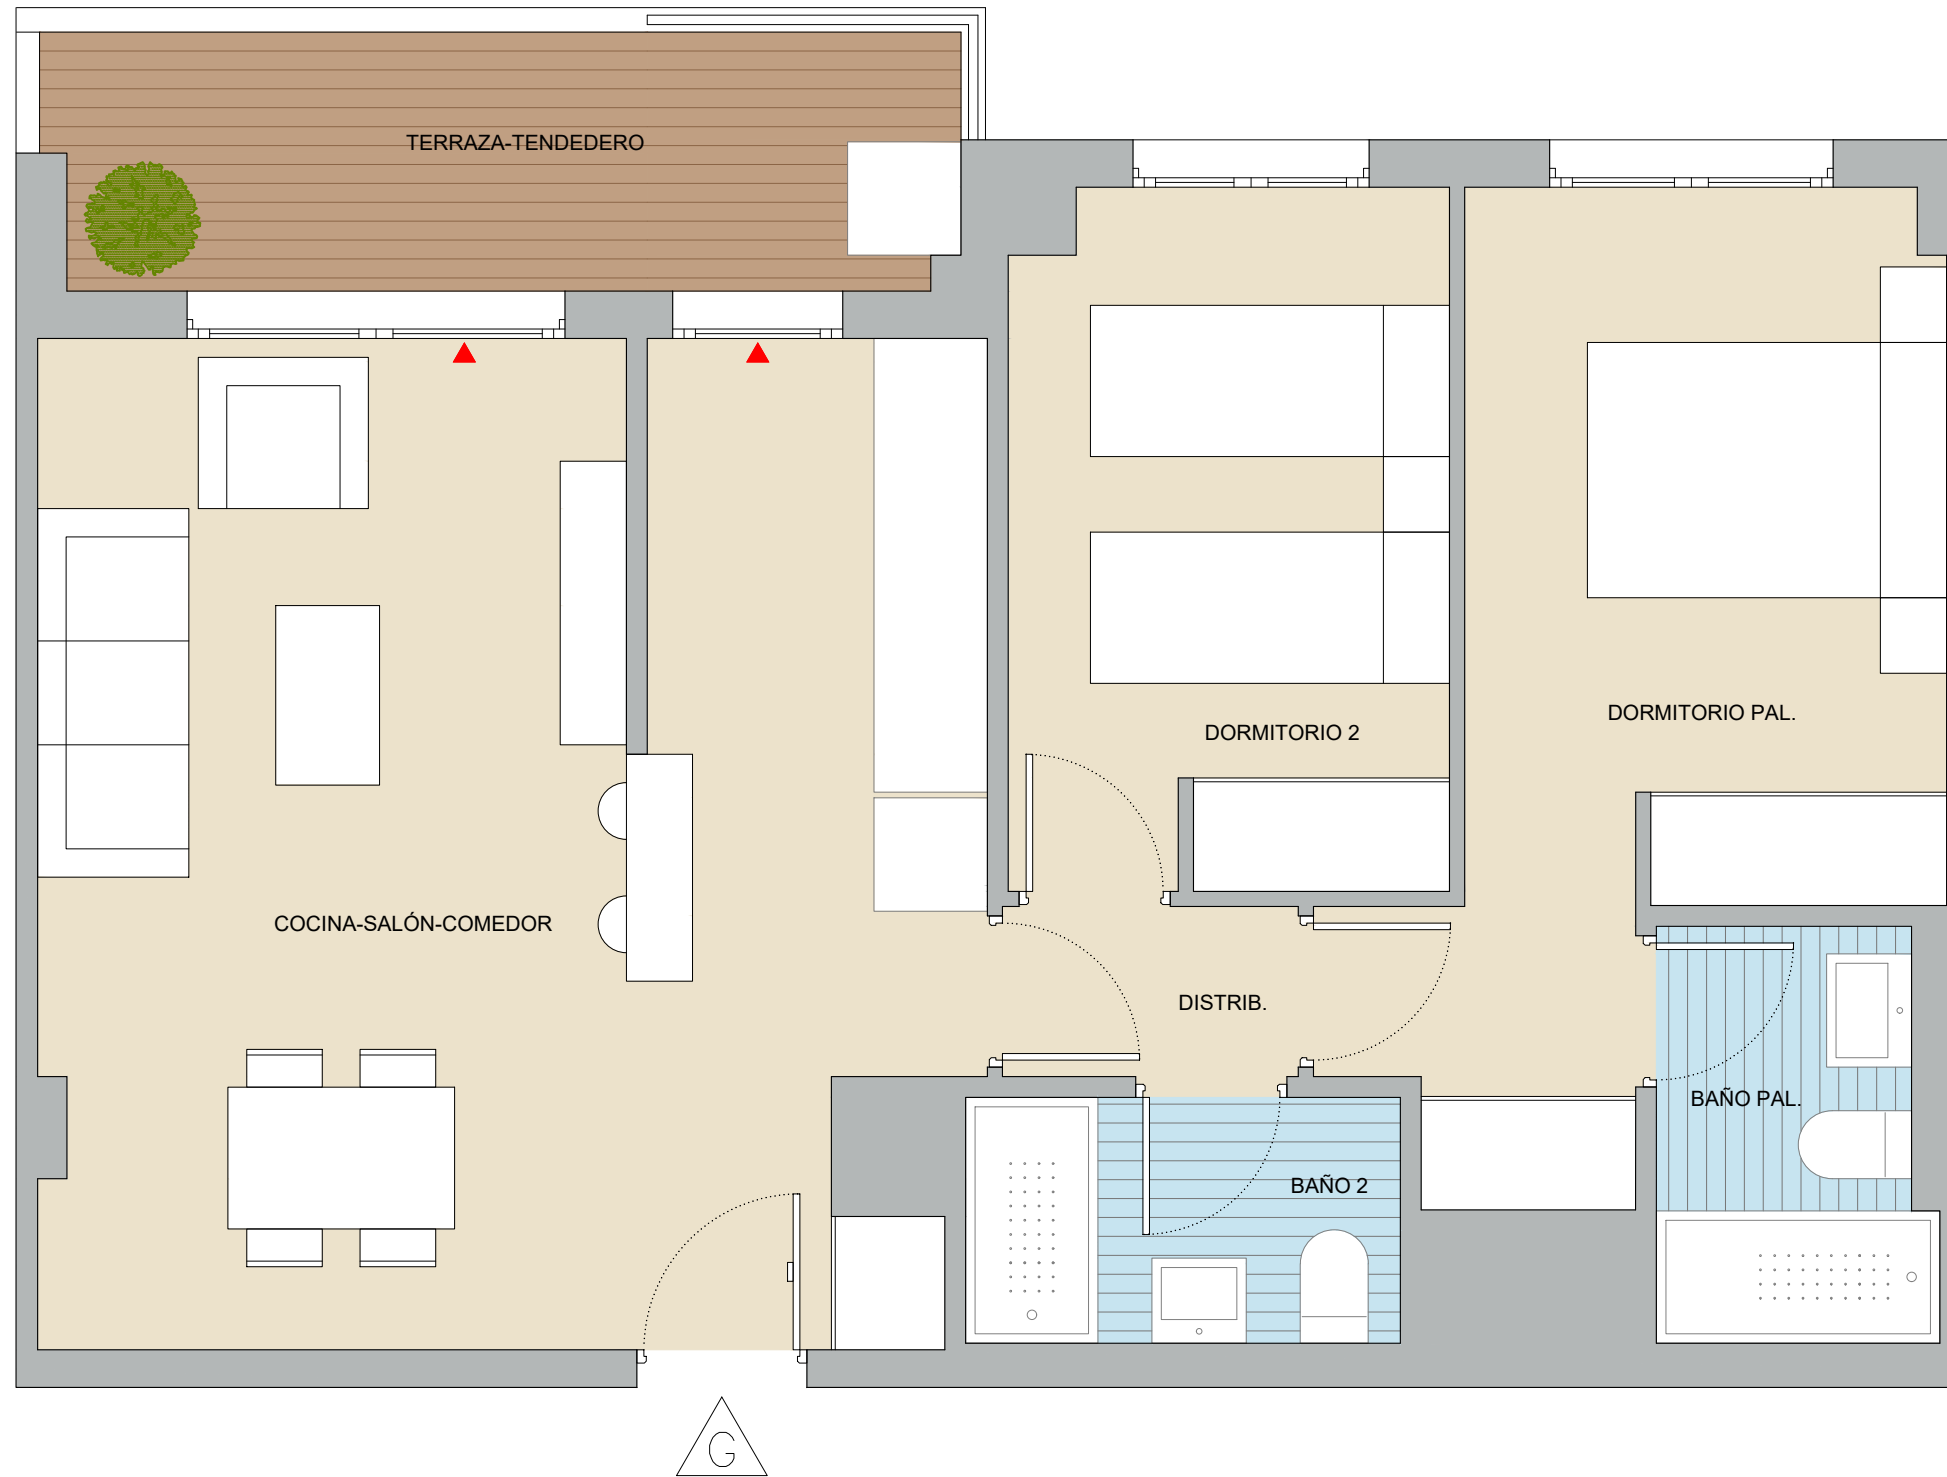 TERRAZA-TENDEDERO
DORMITORIO PAL.
DORMITORIO 2
COCINA-SALÓN-COMEDOR
DISTRIB.
BAÑO PAL.
BAÑO 2
G